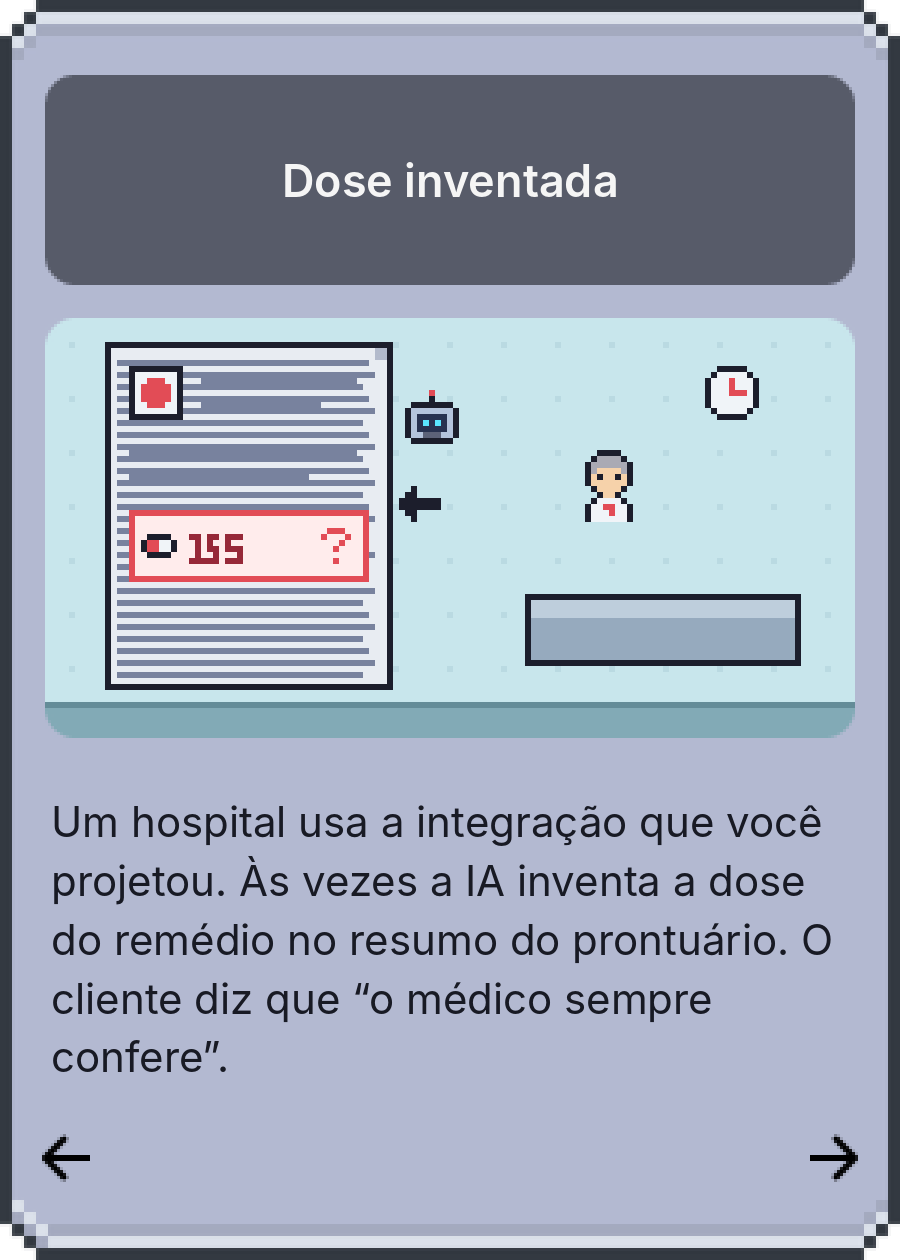 Dose inventada
155
?
Um hospital usa a integração que você
projetou. Às vezes a IA inventa a dose
do remédio no resumo do prontuário. O
cliente diz que “o médico sempre
confere”.